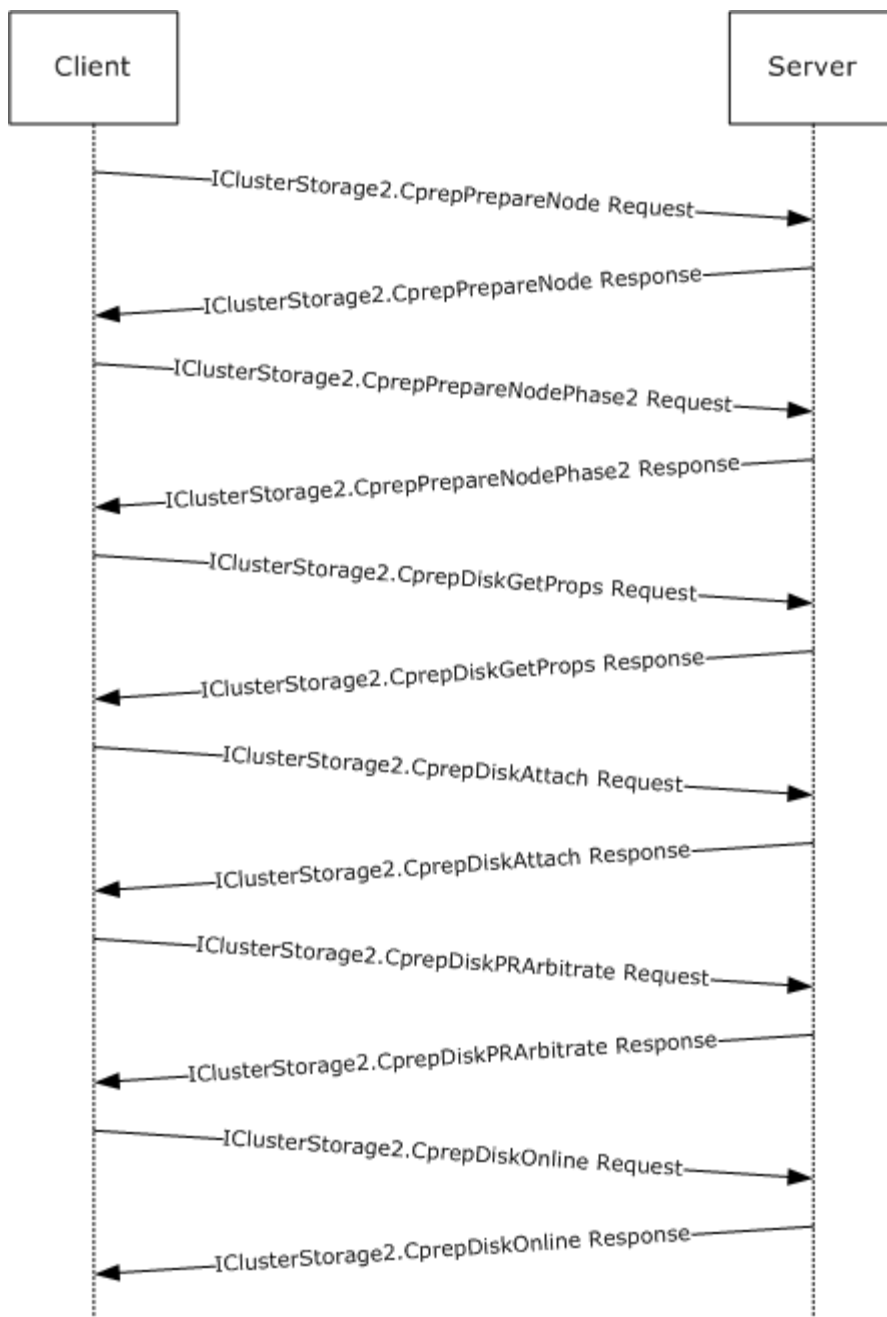 Client
Server
IClusterStorage2.CprepPrepareNode Request
IClusterStorage2.CprepPrepareNode Response
IClusterStorage2.CprepPrepareNodePhase2 Request
IClusterStorage2.CprepPrepareNodePhase2 Response
IClusterStorage2.CprepDiskGetProps Request
IClusterStorage2.CprepDiskGetProps Response
IClusterStorage2.CprepDiskAttach Request
IClusterStorage2.CprepDiskAttach Response
IClusterStorage2.CprepDiskPRArbitrate Request
IClusterStorage2.CprepDiskPRArbitrate Response
IClusterStorage2.CprepDiskOnline Request
IClusterStorage2.CprepDiskOnline Response